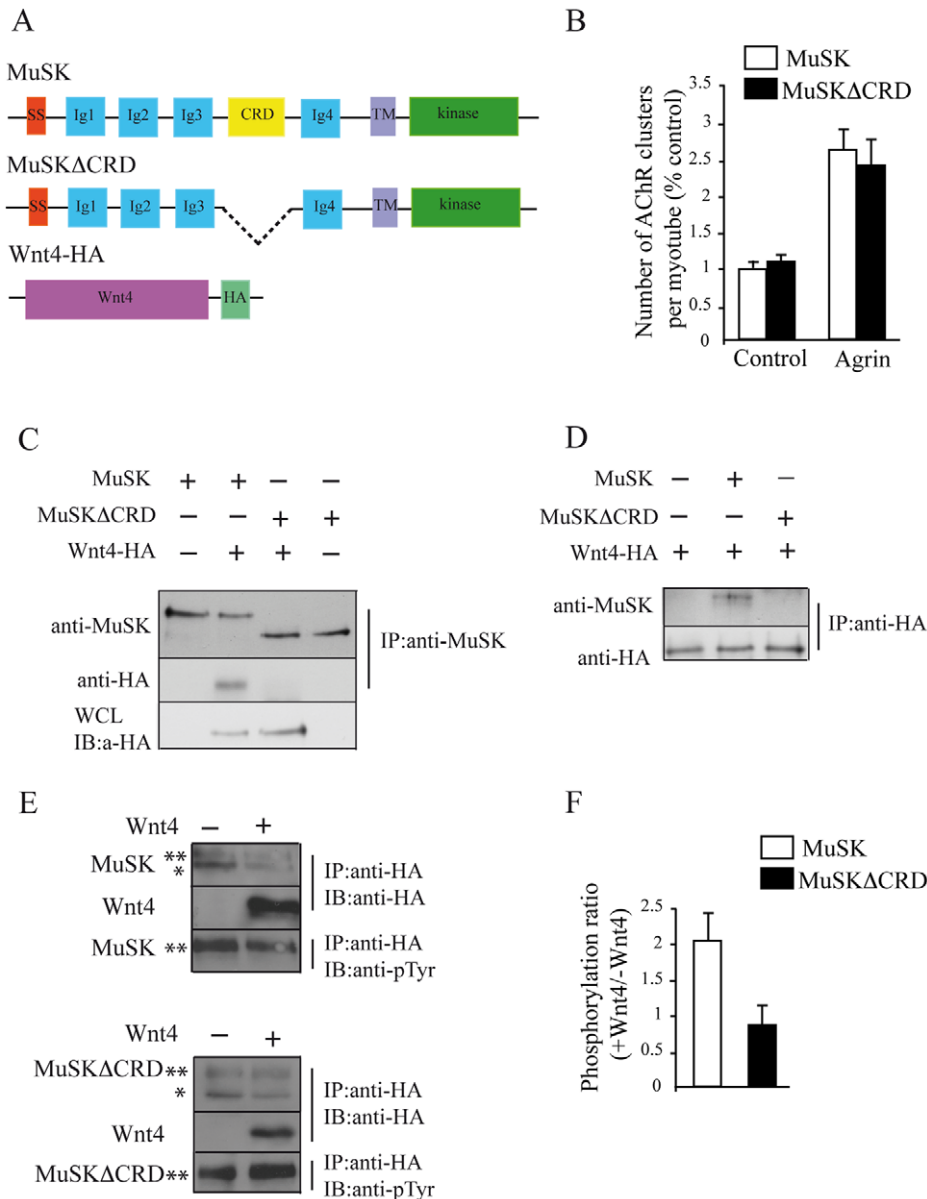 A
MuSK
SS Ig1 Ig2 Ig3 CRD Ig4 TM kinase
MuSKΔCRD
SS Ig1 Ig2 Ig3 Ig4 TM kinase
Wnt4-HA
Wnt4 HA
B
MuSK
MuSKΔCRD
Number of AChR clusters
per myotube (% control)
3.5
3
2.5
2
1.5
1
0.5
0
Control Agrin
C
MuSK + + – –
MuSKΔCRD – – + +
Wnt4-HA – + + –
anti-MuSK
anti-HA
IP:anti-MuSK
WCL
IB:a-HA
D
MuSK – + –
MuSKΔCRD – – +
Wnt4-HA + + +
anti-MuSK
anti-HA
IP:anti-HA
E
Wnt4 – +
MuSK **
*
IP:anti-HA
IB:anti-HA
Wnt4
MuSK **
IP:anti-HA
IB:anti-pTyr
Wnt4 – +
MuSKΔCRD **
*
IP:anti-HA
IB:anti-HA
Wnt4
MuSKΔCRD **
IP:anti-HA
IB:anti-pTyr
F
MuSK
MuSKΔCRD
Phosphorylation ratio
(+Wnt4/-Wnt4)
2.5
2
1.5
1
0.5
0